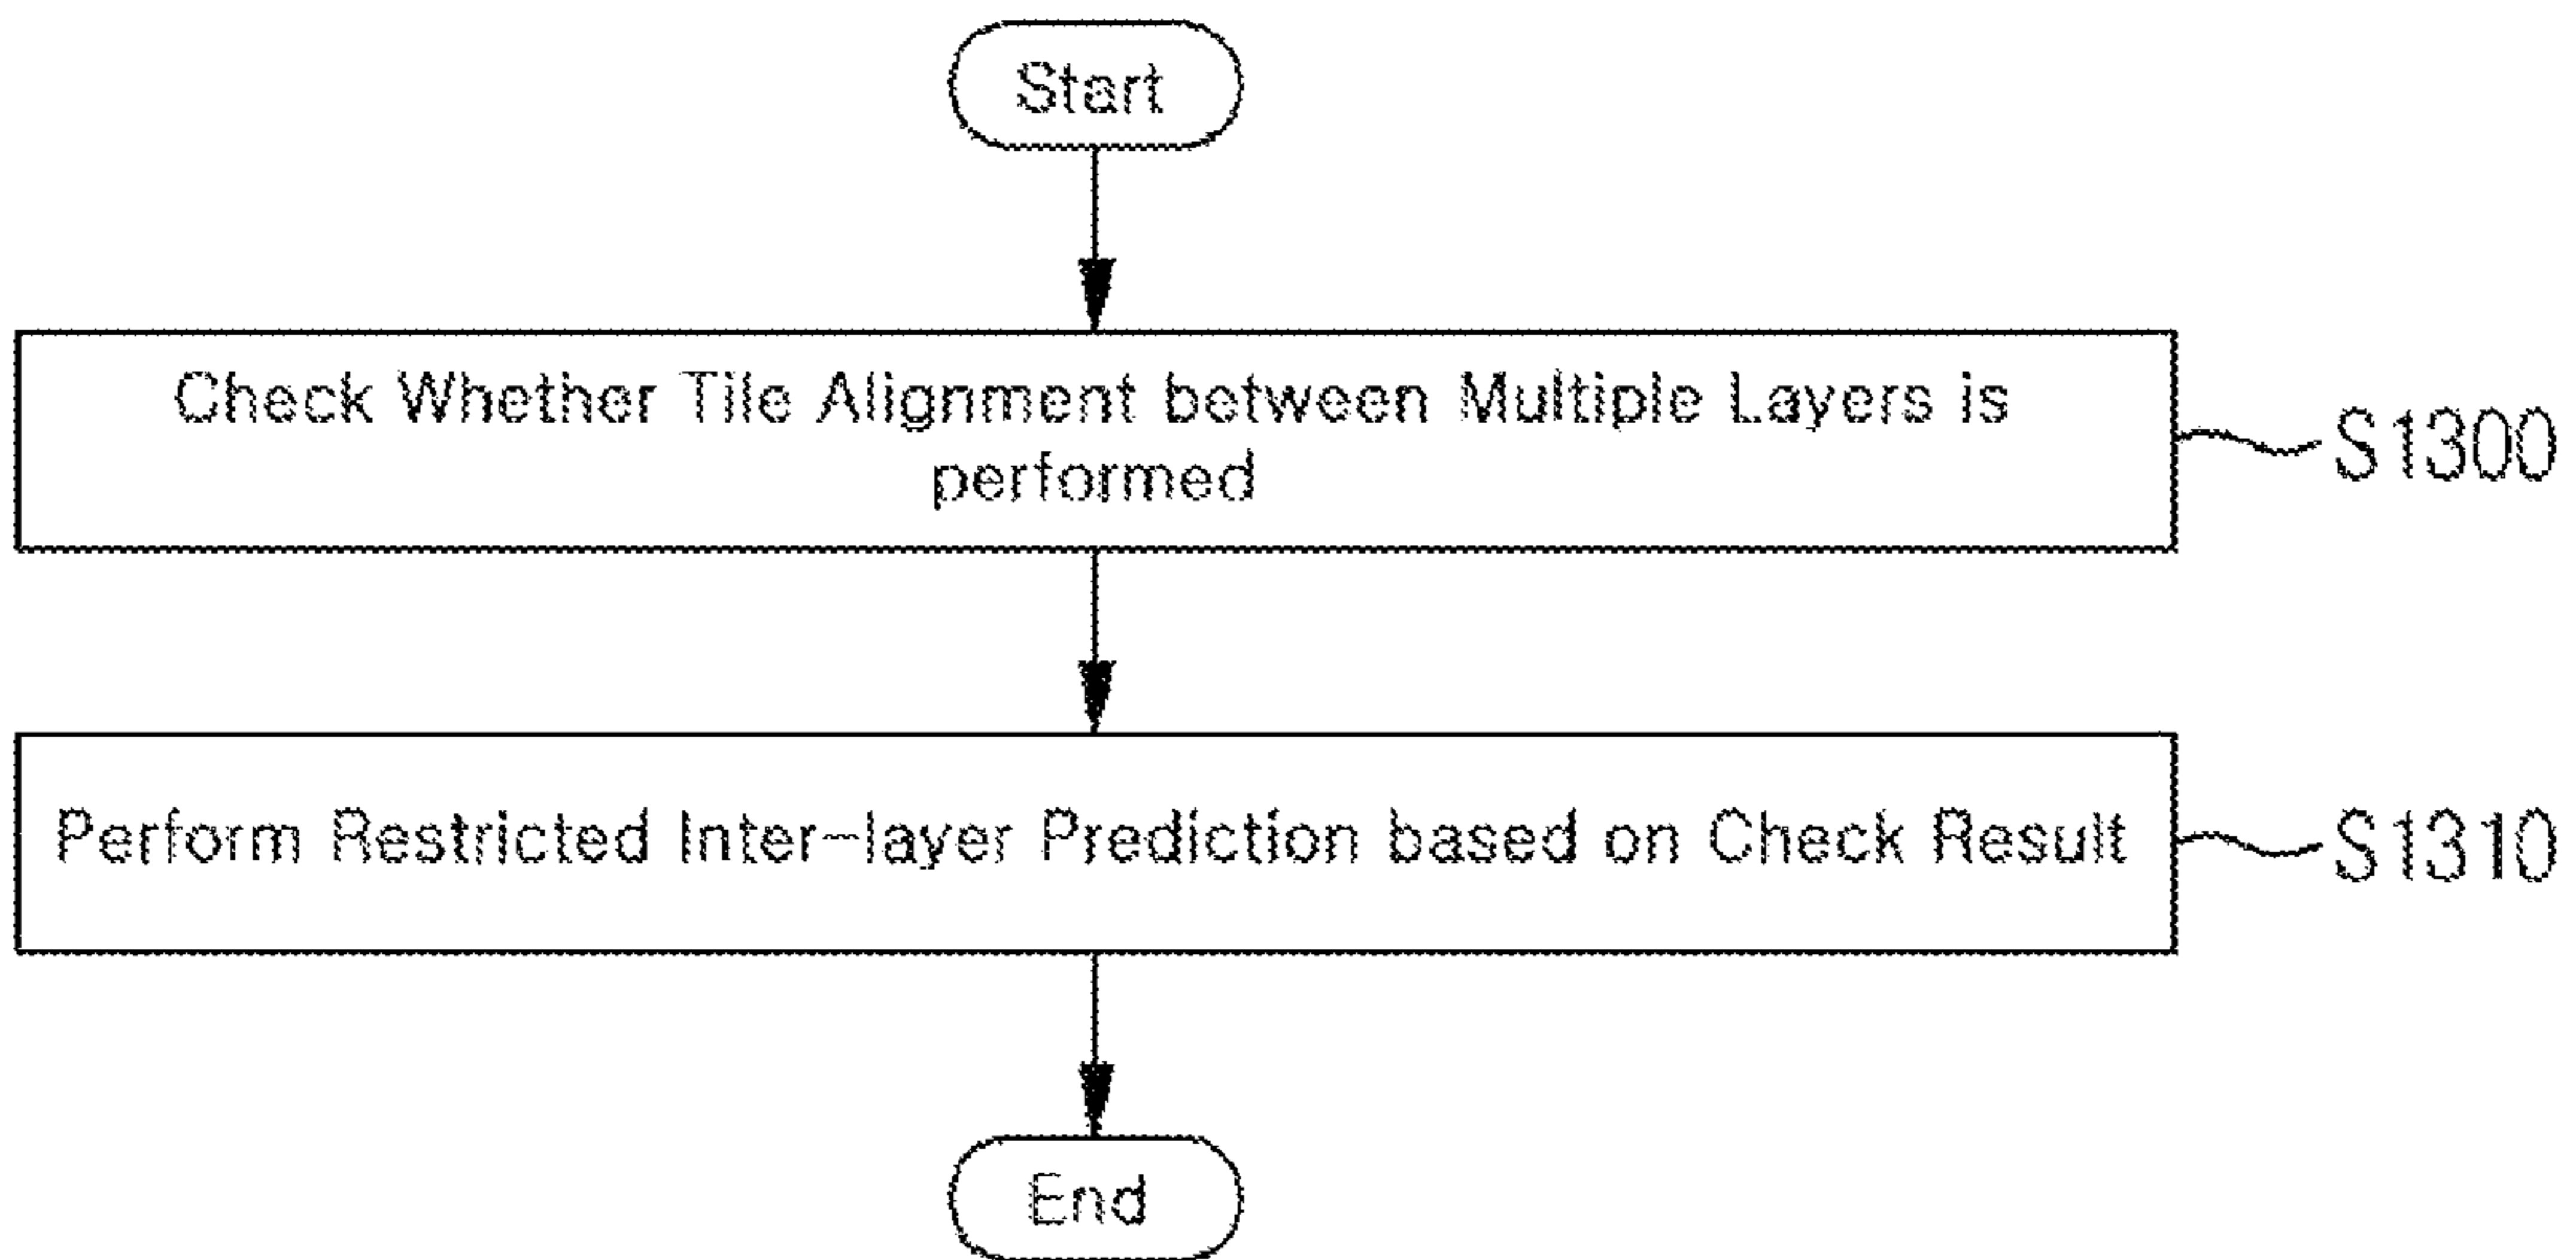 Start
Check Whether Tile Alignment between Multiple Layers is
performed
S1300
Perform Restricted Inter-layer Prediction based on Check Result
S1310
End